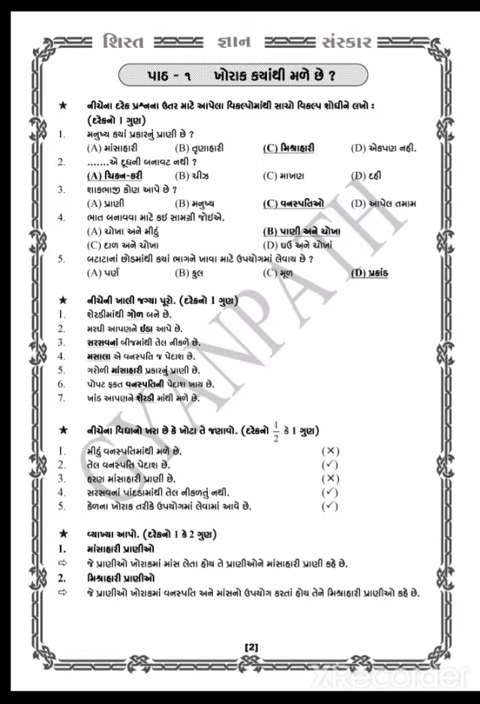 શિસ્ત જ્ઞાન સંસ્કાર
પાઠ - ૧ ખોરાક કયાંથી મળે છે ?
★ નીચેના દરેક પ્રશ્નના ઉતર માટે આપેલા વિકલ્પોમાંથી સાચો વિકલ્પ શોધીને લખો :
(દરેકનો 1 ગુણ)
1. મનુષ્ય કયાં પ્રકારનું પ્રાણી છે ?
(A) માંસાહારી (B) તૃણાહારી (C) મિશ્રાહારી (D) એકપણ નહી.
2. .......એ દૂધની બનાવટ નથી ?
(A) ચિકન-કરી (B) ચીઝ (C) માખણ (D) દહી
3. શાકભાજી કોણ આપે છે ?
(A) પ્રાણી (B) મનુષ્ય (C) વનસ્પતિઓ (D) આપેલ તમામ
4. ભાત બનાવવા માટે કઈ સામગ્રી જોઈએ.
(A) ચોખા અને મીઠું (B) પાણી અને ચોખા
(C) દાળ અને ચોખા (D) ઘઉં અને ચોખાં
5. બટાટાનાં છોડમાંથી કયાં ભાગને ખાવા માટે ઉપયોગમાં લેવાય છે ?
(A) પર્ણ (B) ફુલ (C) મૂળ (D) પ્રકાંડ
★ નીચેની ખાલી જગ્યા પૂરો. (દરેકનો 1 ગુણ)
1. શેરડીમાંથી ગોળ બને છે.
2. મરઘી આપણને ઇંડા આપે છે.
3. સરસવનાં બીજમાંથી તેલ નીકળે છે.
4. મસાલા એ વનસ્પતિ જ પેદાશ છે.
5. ગરોળી માંસાહારી પ્રકારનું પ્રાણી છે.
6. પોપટ ફકત વનસ્પતિની પેદાશ ખાય છે.
7. ખાંડ આપણને શેરડી માંથી મળે છે.
★ નીચેના વિધાનો ખરા છે કે ખોટા તે જણાવો. (દરેકનો 1/2 કે 1 ગુણ)
1. મીઠું વનસ્પતિમાંથી મળે છે. (✕)
2. તેલ વનસ્પતિ પેદાશ છે. (✓)
3. હરણ માંસાહારી પ્રાણી છે. (✕)
4. સરસવનાં પાંદડામાંથી તેલ નીકળતું નથી. (✓)
5. કેળના ખોરાક તરીકે ઉપયોગમાં લેવામાં આવે છે. (✓)
★ વ્યાખ્યા આપો. (દરેકનો 1 કે 2 ગુણ)
1. માંસાહારી પ્રાણીઓ
⇨ જે પ્રાણીઓ ખોરાકમાં માંસ લેતા હોય તે પ્રાણીઓને માંસાહારી પ્રાણી કહે છે.
2. મિશ્રાહારી પ્રાણીઓ
⇨ જે પ્રાણીઓ ખોરાકમાં વનસ્પતિ અને માંસનો ઉપયોગ કરતાં હોય તેને મિશ્રાહારી પ્રાણીઓ કહે છે.
GYANPATH
[2]
XRecorder